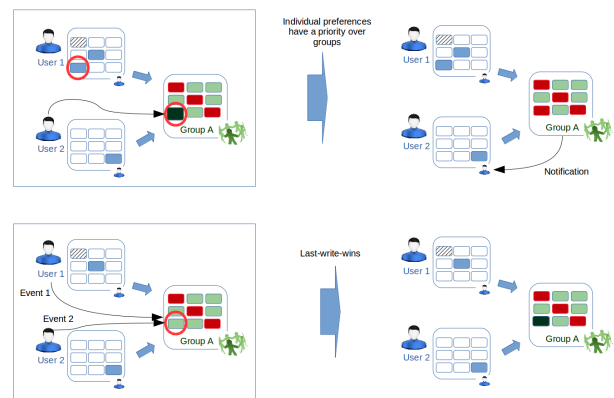 User 1
User 2
Group A
Individual preferences
have a priority over
groups
User 1
User 2
Group A
Notification
User 1
Event 1
Event 2
User 2
Group A
Last-write-wins
User 1
User 2
Group A